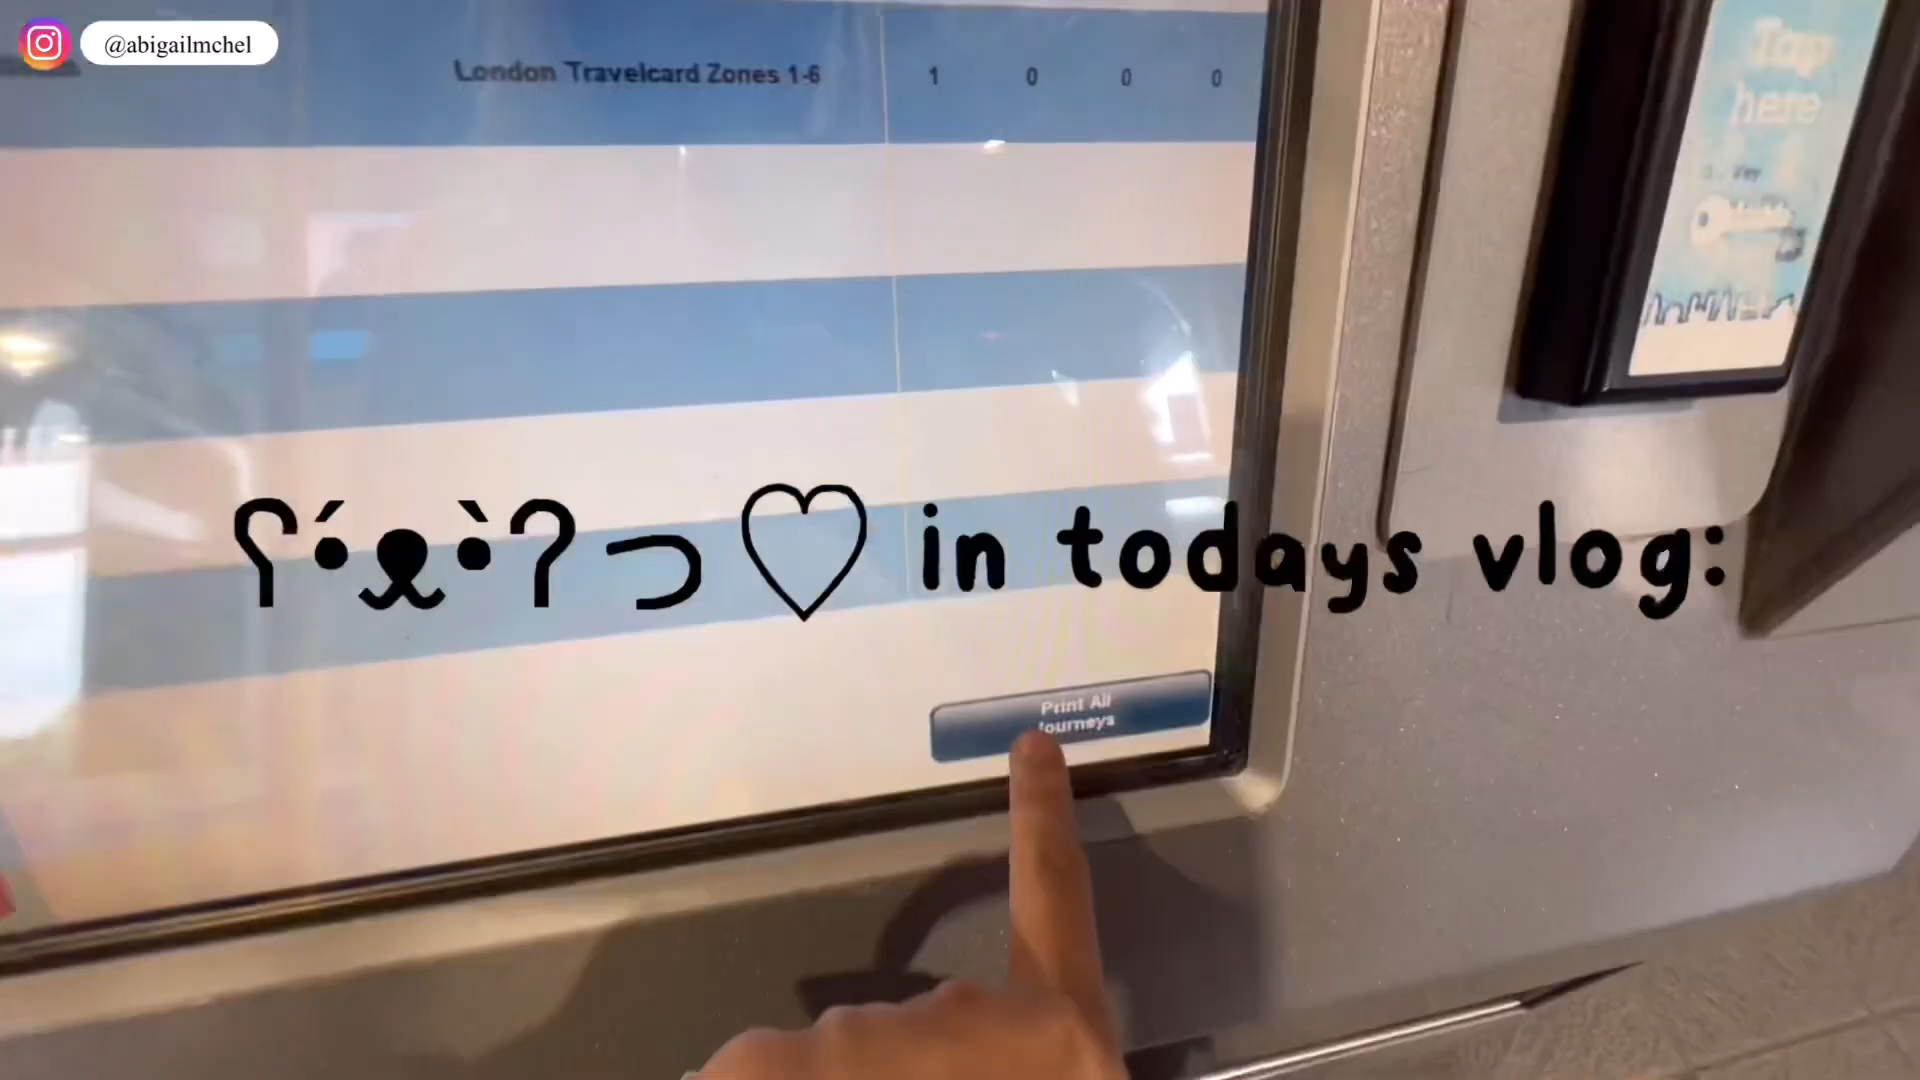 @abigailmchel
London Travelcard Zones 1-6 1 0 0 0
Tap
here
ʕ´•ᴥ•`ʔっ♡ in todays vlog:
Print All
Journeys